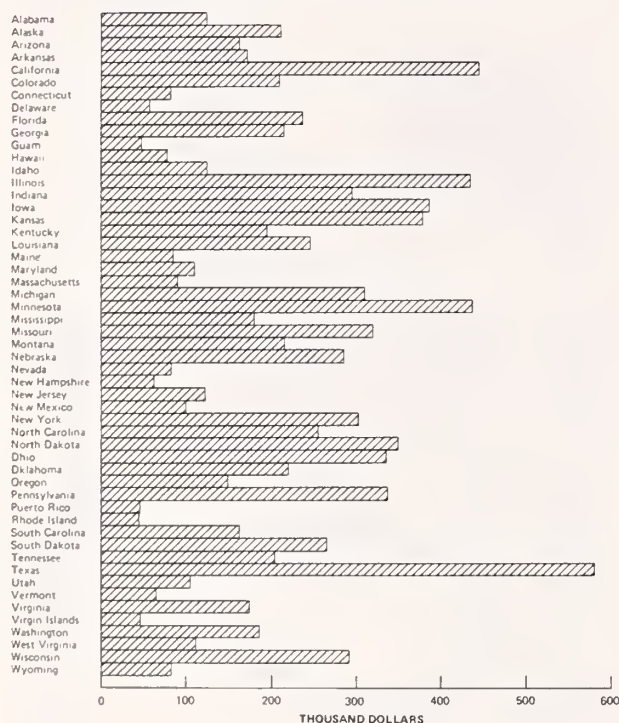 Alabama
Alaska
Arizona
Arkansas
California
Colorado
Connecticut
Delaware
Florida
Georgia
Guam
Hawaii
Idaho
Illinois
Indiana
Iowa
Kansas
Kentucky
Louisiana
Maine
Maryland
Massachusetts
Michigan
Minnesota
Mississippi
Missouri
Montana
Nebraska
Nevada
New Hampshire
New Jersey
New Mexico
New York
North Carolina
North Dakota
Ohio
Oklahoma
Oregon
Pennsylvania
Puerto Rico
Rhode Island
South Carolina
South Dakota
Tennessee
Texas
Utah
Vermont
Virginia
Virgin Islands
Washington
West Virginia
Wisconsin
Wyoming
0 100 200 300 400 500 600
THOUSAND DOLLARS